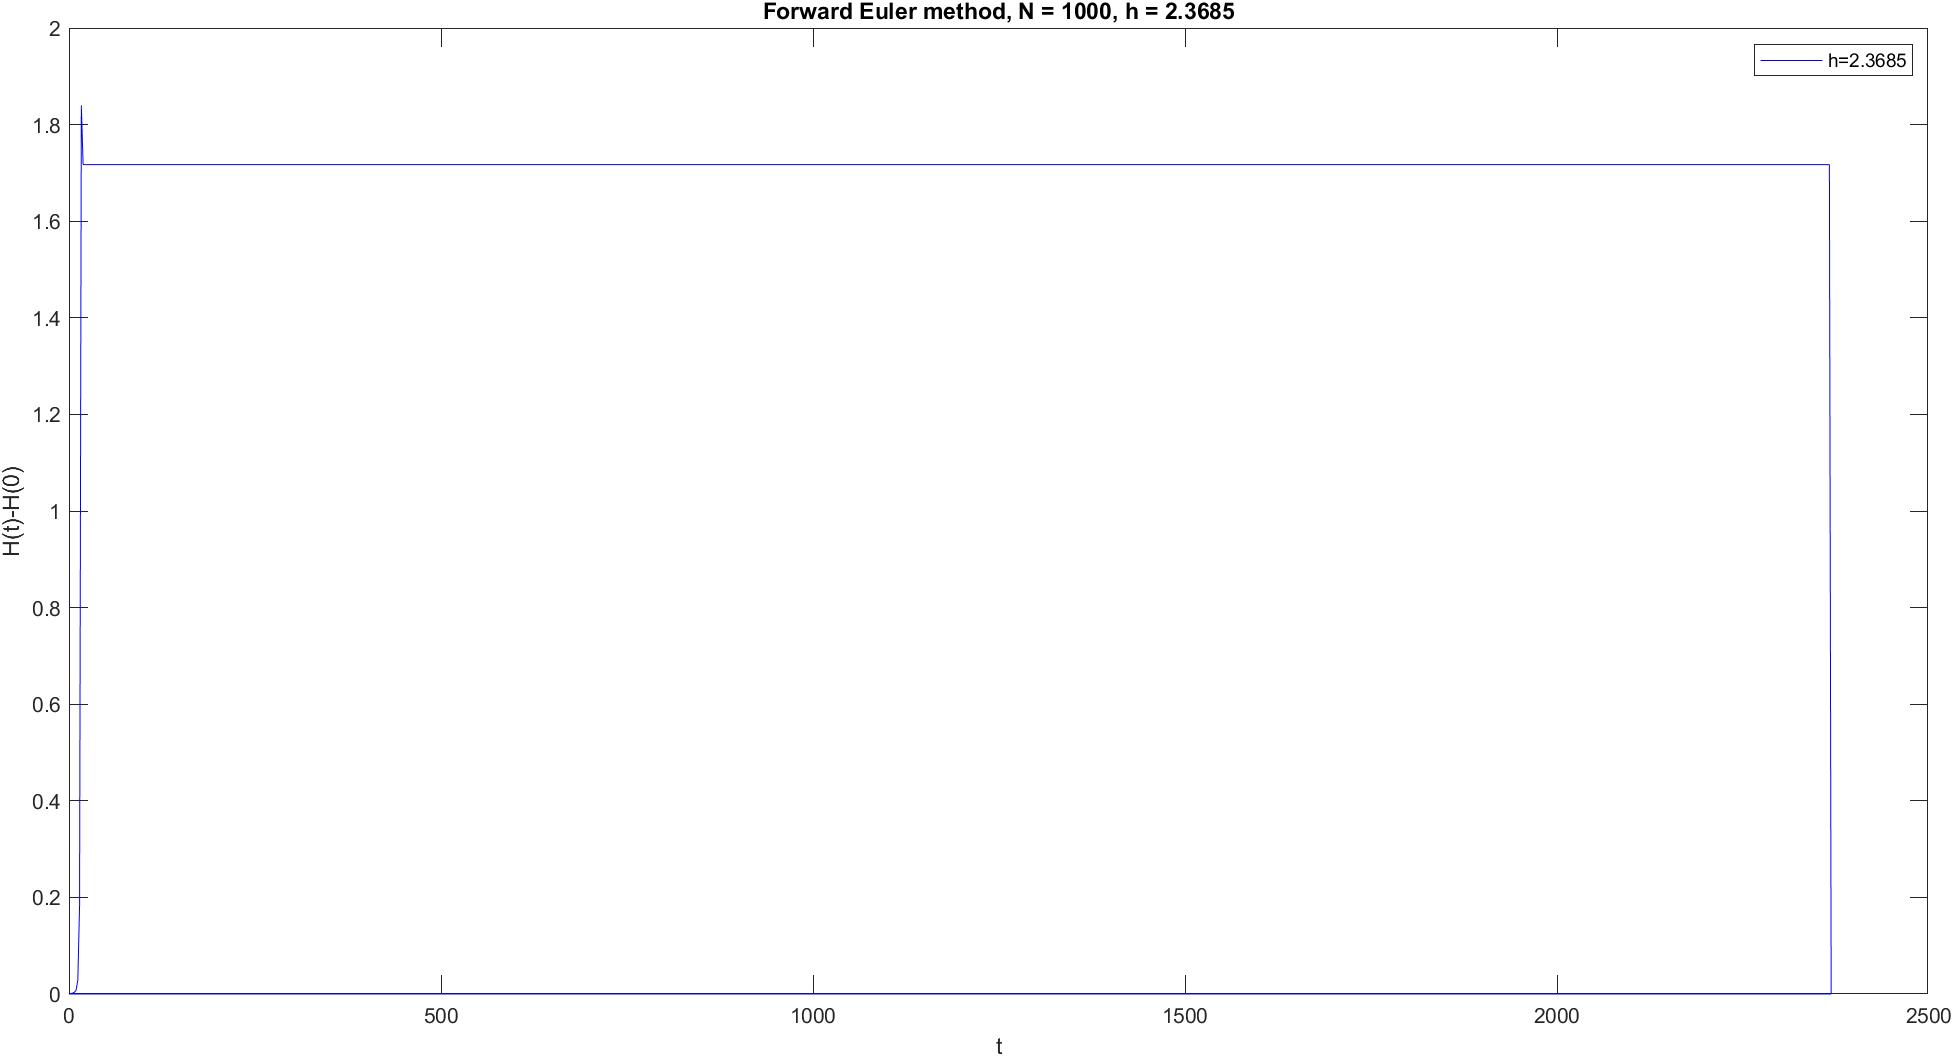 Forward Euler method, N = 1000, h = 2.3685
h=2.3685
2
1.8
1.6
1.4
1.2
1
0.8
0.6
0.4
0.2
0
H(t)-H(0)
0 500 1000 1500 2000 2500
t